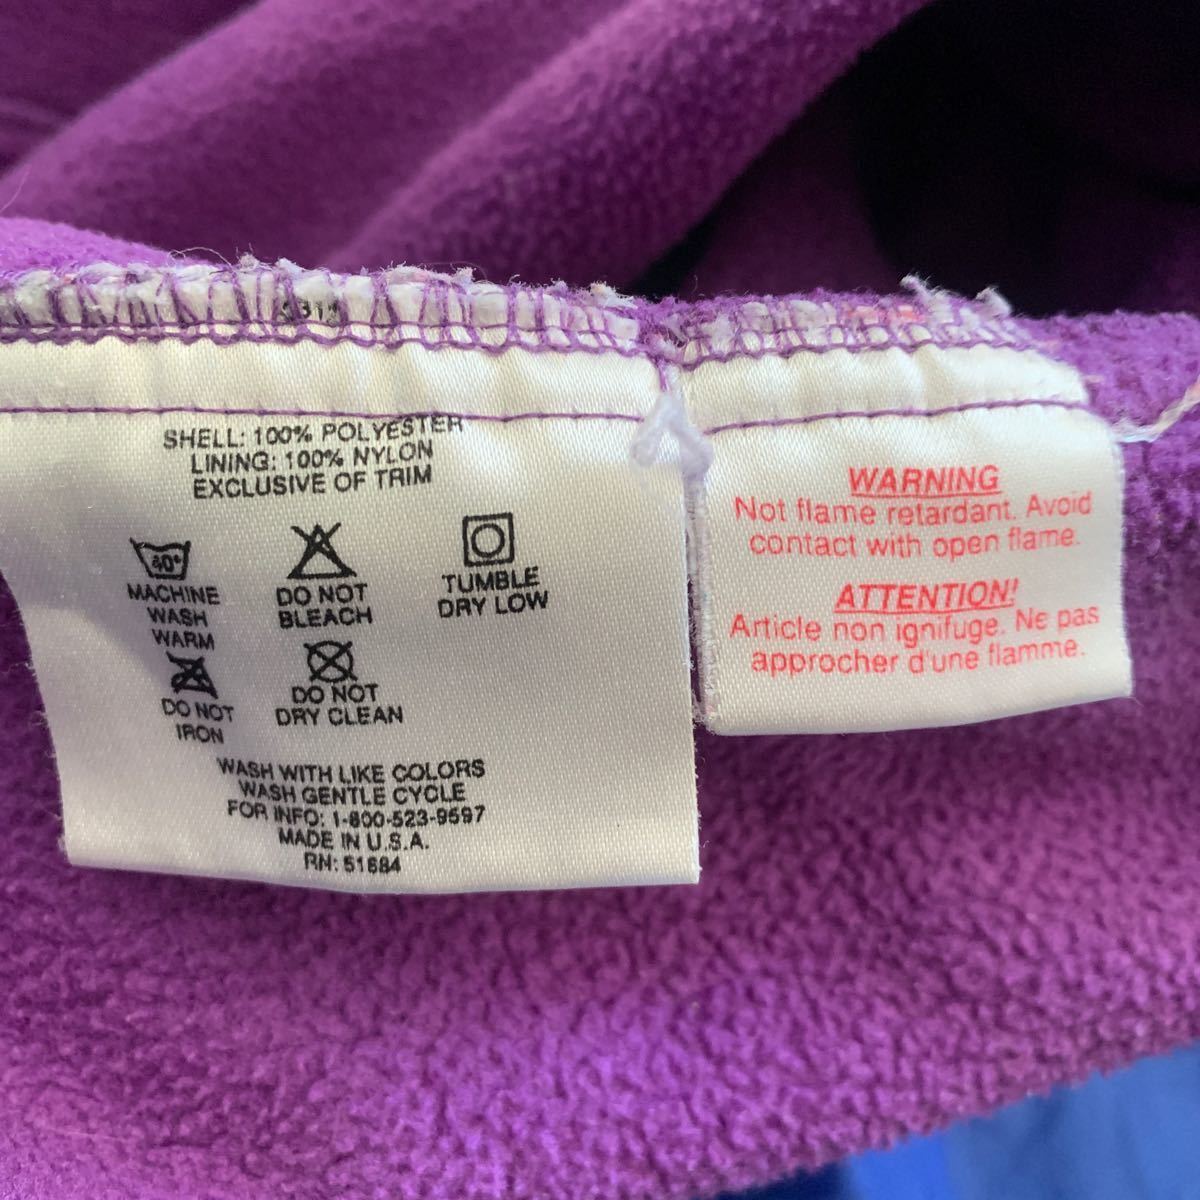 SHELL: 100% POLYESTER
LINING: 100% NYLON
EXCLUSIVE OF TRIM
40°
MACHINE
WASH
WARM
DO NOT
BLEACH
TUMBLE
DRY LOW
DO NOT
IRON
DO NOT
DRY CLEAN
WASH WITH LIKE COLORS
WASH GENTLE CYCLE
FOR INFO: 1-800-523-9597
MADE IN U.S.A.
RN: 51884
WARNING
Not flame retardant. Avoid
contact with open flame.
ATTENTION!
Article non ignifuge. Ne pas
approcher d'une flamme.